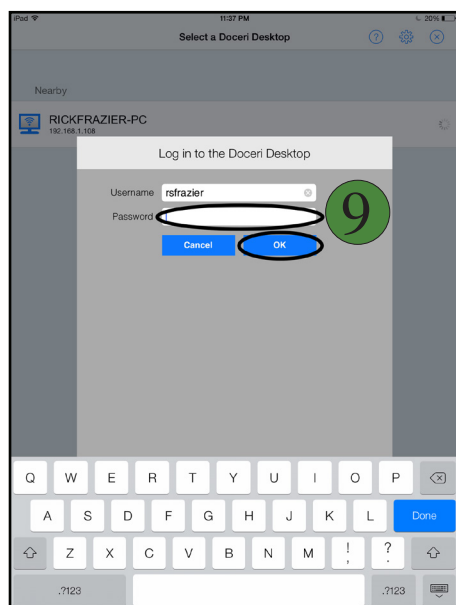 iPad 11:37 PM 20%
Select a Doceri Desktop ?
Nearby
RICKFRAZIER-PC
192.168.1.108
Log in to the Doceri Desktop
Username rsfrazier
Password
9
Cancel OK
Q W E R T Y U I O P
A S D F G H J K L Done
Z X C V B N M ! , ? .
.?123 .?123